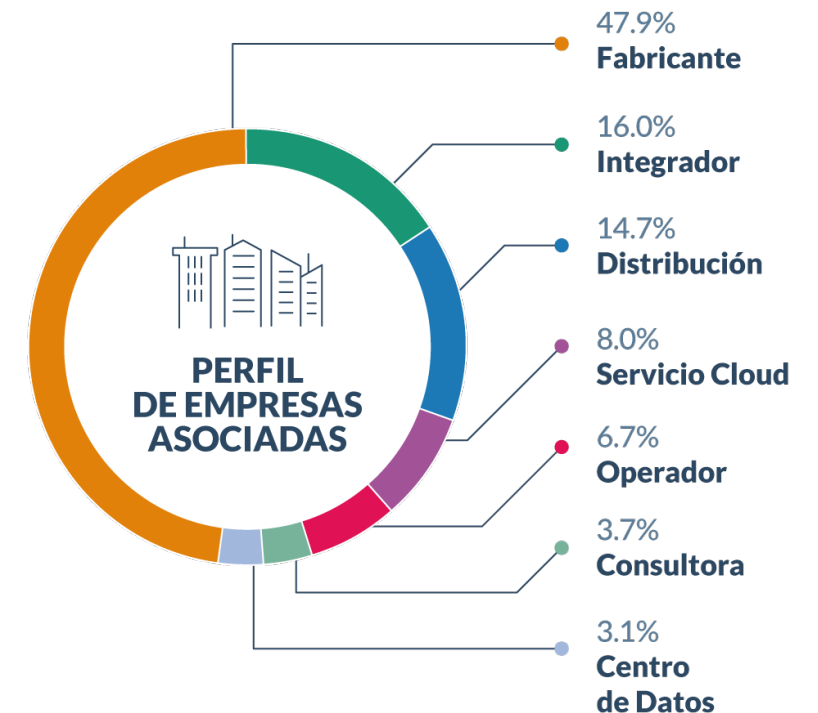 47.9%
Fabricante
16.0%
Integrador
14.7%
Distribución
8.0%
Servicio Cloud
6.7%
Operador
3.7%
Consultora
3.1%
Centro
de Datos
PERFIL
DE EMPRESAS
ASOCIADAS